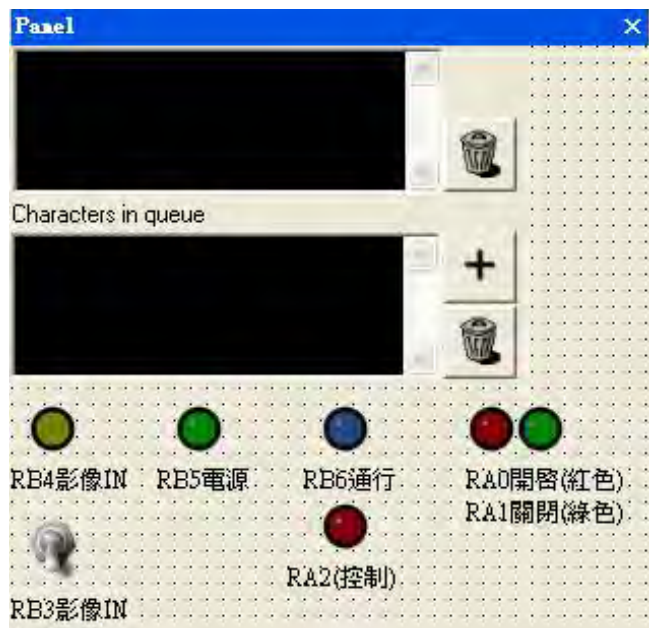 Panel
Characters in queue
RB4影像IN
RB5電源
RB6通行
RA0開啓(紅色)
RA1關閉(綠色)
RA2(控制)
RB3影像IN